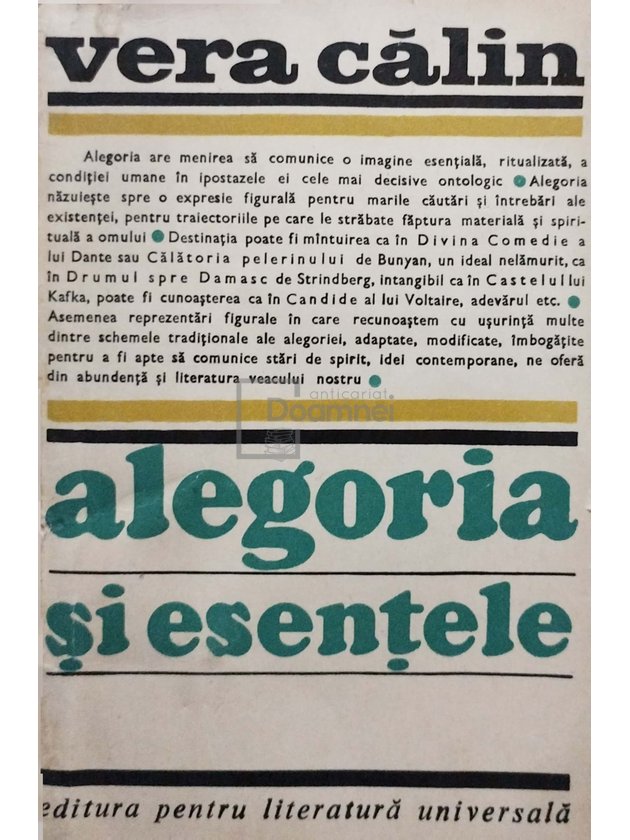 vera călin
Alegoria are menirea să comunice o imagine esențială, ritualizată, a
condiției umane în ipostazele ei cele mai decisive ontologic ● Alegoria
năzuiește spre o expresie figurală pentru marile căutări și întrebări ale
existenței, pentru traiectoriile pe care le străbate făptura materială și spiri-
tuală a omului ● Destinația poate fi mîntuirea ca în Divina Comedie a
lui Dante sau Călătoria pelerinului de Bunyan, un ideal nelămurit, ca
în Drumul spre Damasc de Strindberg, intangibil ca în Castelul lui
Kafka, poate fi cunoașterea ca în Candide al lui Voltaire, adevărul etc. ●
Asemenea reprezentări figurale în care recunoaștem cu ușurință multe
dintre schemele tradiționale ale alegoriei, adaptate, modificate, îmbogățite
pentru a fi apte să comunice stări de spirit, idei contemporane, ne oferă
din abundență și literatura veacului nostru ●
anticariat
Doamnei
alegoria
și esențele
editura pentru literatură universală